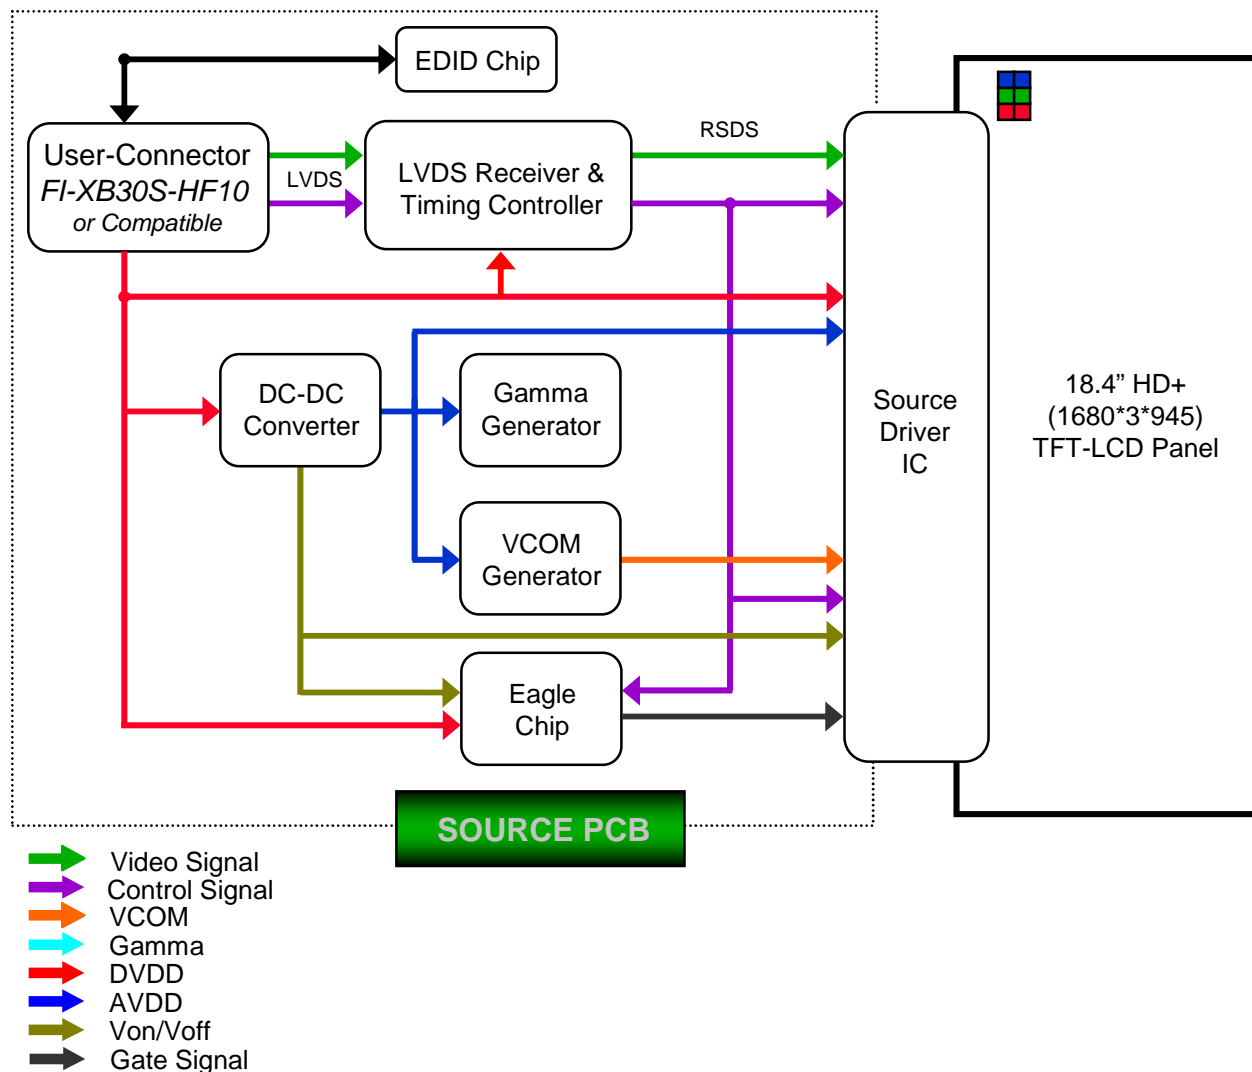 EDID Chip
User-Connector
FI-XB30S-HF10
or Compatible
LVDS
LVDS Receiver &
Timing Controller
RSDS
DC-DC
Converter
Gamma
Generator
VCOM
Generator
Eagle
Chip
Source
Driver
IC
18.4” HD+
(1680*3*945)
TFT-LCD Panel
SOURCE PCB
Video Signal
Control Signal
VCOM
Gamma
DVDD
AVDD
Von/Voff
Gate Signal